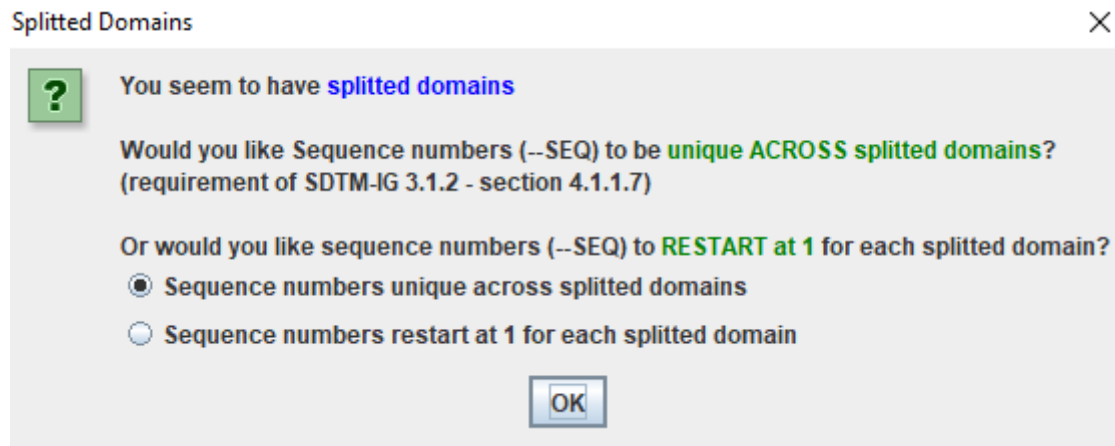 Splitted Domains
You seem to have splitted domains
Would you like Sequence numbers (--SEQ) to be unique ACROSS splitted domains?
(requirement of SDTM-IG 3.1.2 - section 4.1.1.7)
Or would you like sequence numbers (--SEQ) to RESTART at 1 for each splitted domain?
Sequence numbers unique across splitted domains
Sequence numbers restart at 1 for each splitted domain
OK